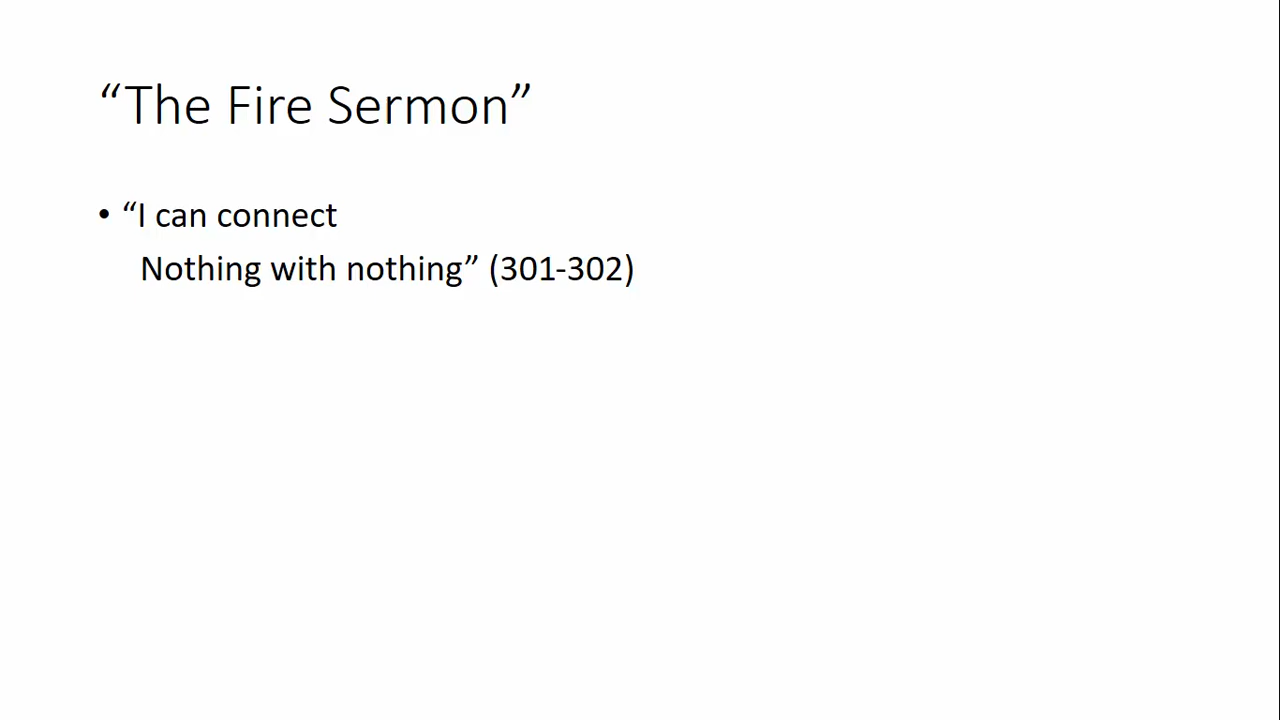 “The Fire Sermon”
• “I can connect
Nothing with nothing” (301-302)